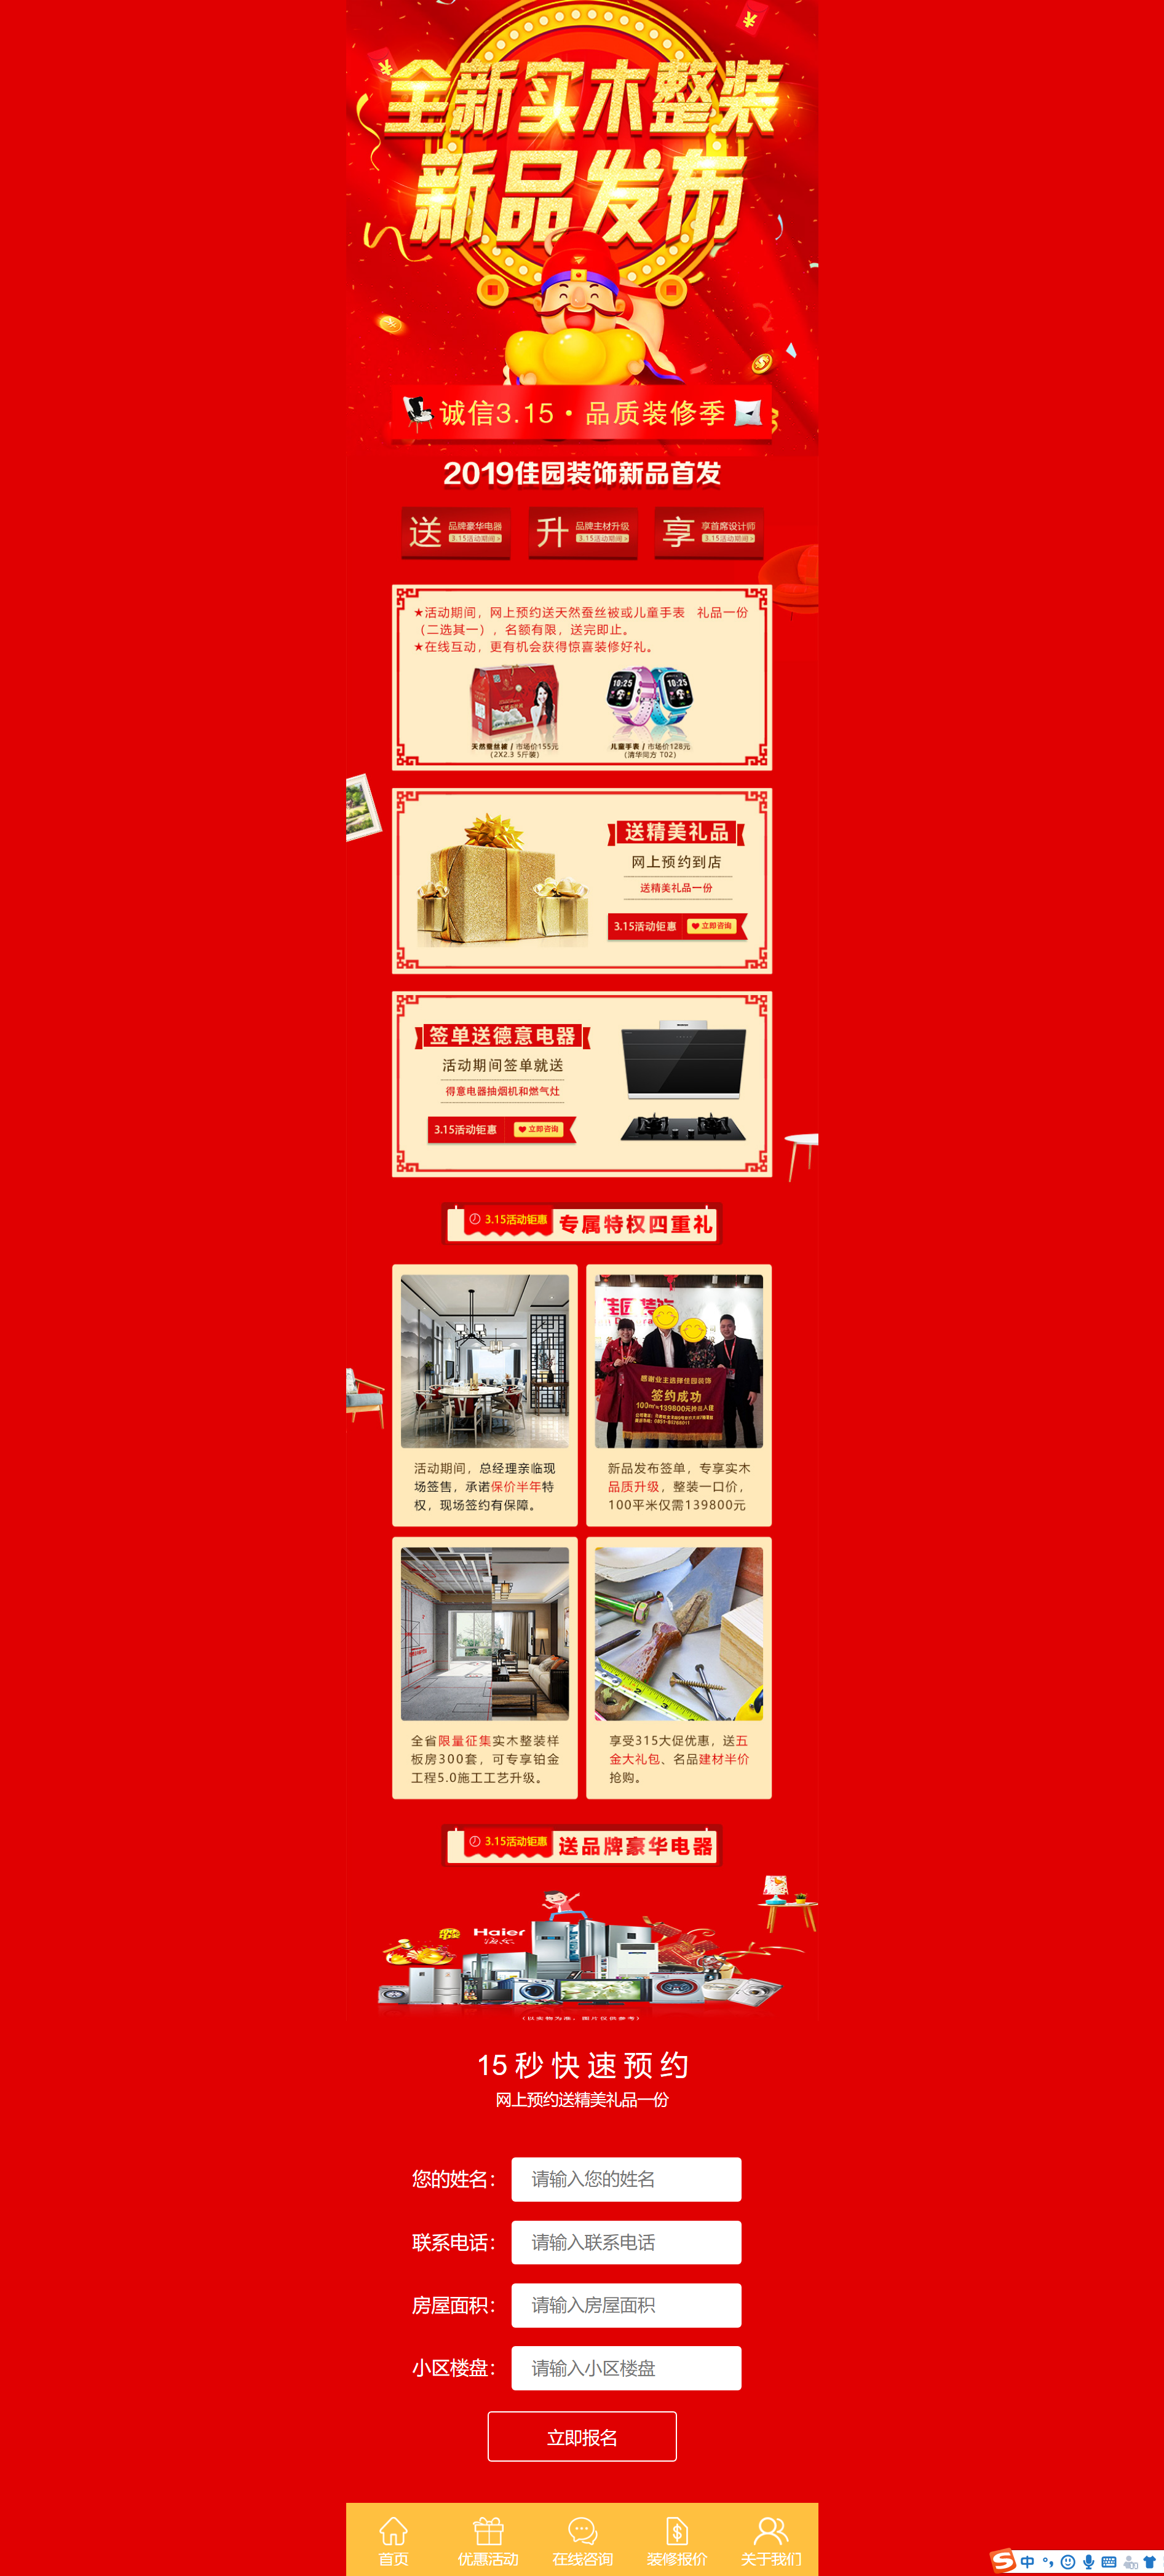 全新实木整装
新品发布
诚信3.15·品质装修季
2019佳园装饰新品首发
送 品牌豪华电器
3.15活动期间>
升 品牌主材升级
3.15活动期间>
享 享首席设计师
3.15活动期间>
★活动期间，网上预约送天然蚕丝被或儿童手表 礼品一份
（二选其一），名额有限，送完即止。
★在线互动，更有机会获得惊喜装修好礼。
10:25
10:25
天然蚕丝被 / 市场价155元
（2X2.3 5斤装）
儿童手表 / 市场价128元
（清华同方 T02）
送精美礼品
网上预约到店
送精美礼品一份
3.15活动钜惠 立即咨询
签单送德意电器
活动期间签单就送
得意电器抽烟机和燃气灶
3.15活动钜惠 立即咨询
3.15活动钜惠 专属特权四重礼
佳园装饰
感谢业主选择佳园装饰
签约成功
活动期间，总经理亲临现
场签售，承诺保价半年特
权，现场签约有保障。
新品发布签单，专享实木
品质升级，整装一口价，
100平米仅需139800元
全省限量征集实木整装样
板房300套，可专享铂金
工程5.0施工工艺升级。
享受315大促优惠，送五
金大礼包、名品建材半价
抢购。
3.15活动钜惠 送品牌豪华电器
Haier
海尔
（以实物为准，图片仅供参考）
15秒快速预约
网上预约送精美礼品一份
您的姓名： 请输入您的姓名
联系电话： 请输入联系电话
房屋面积： 请输入房屋面积
小区楼盘： 请输入小区楼盘
立即报名
首页 优惠活动 在线咨询 装修报价 关于我们
S 中